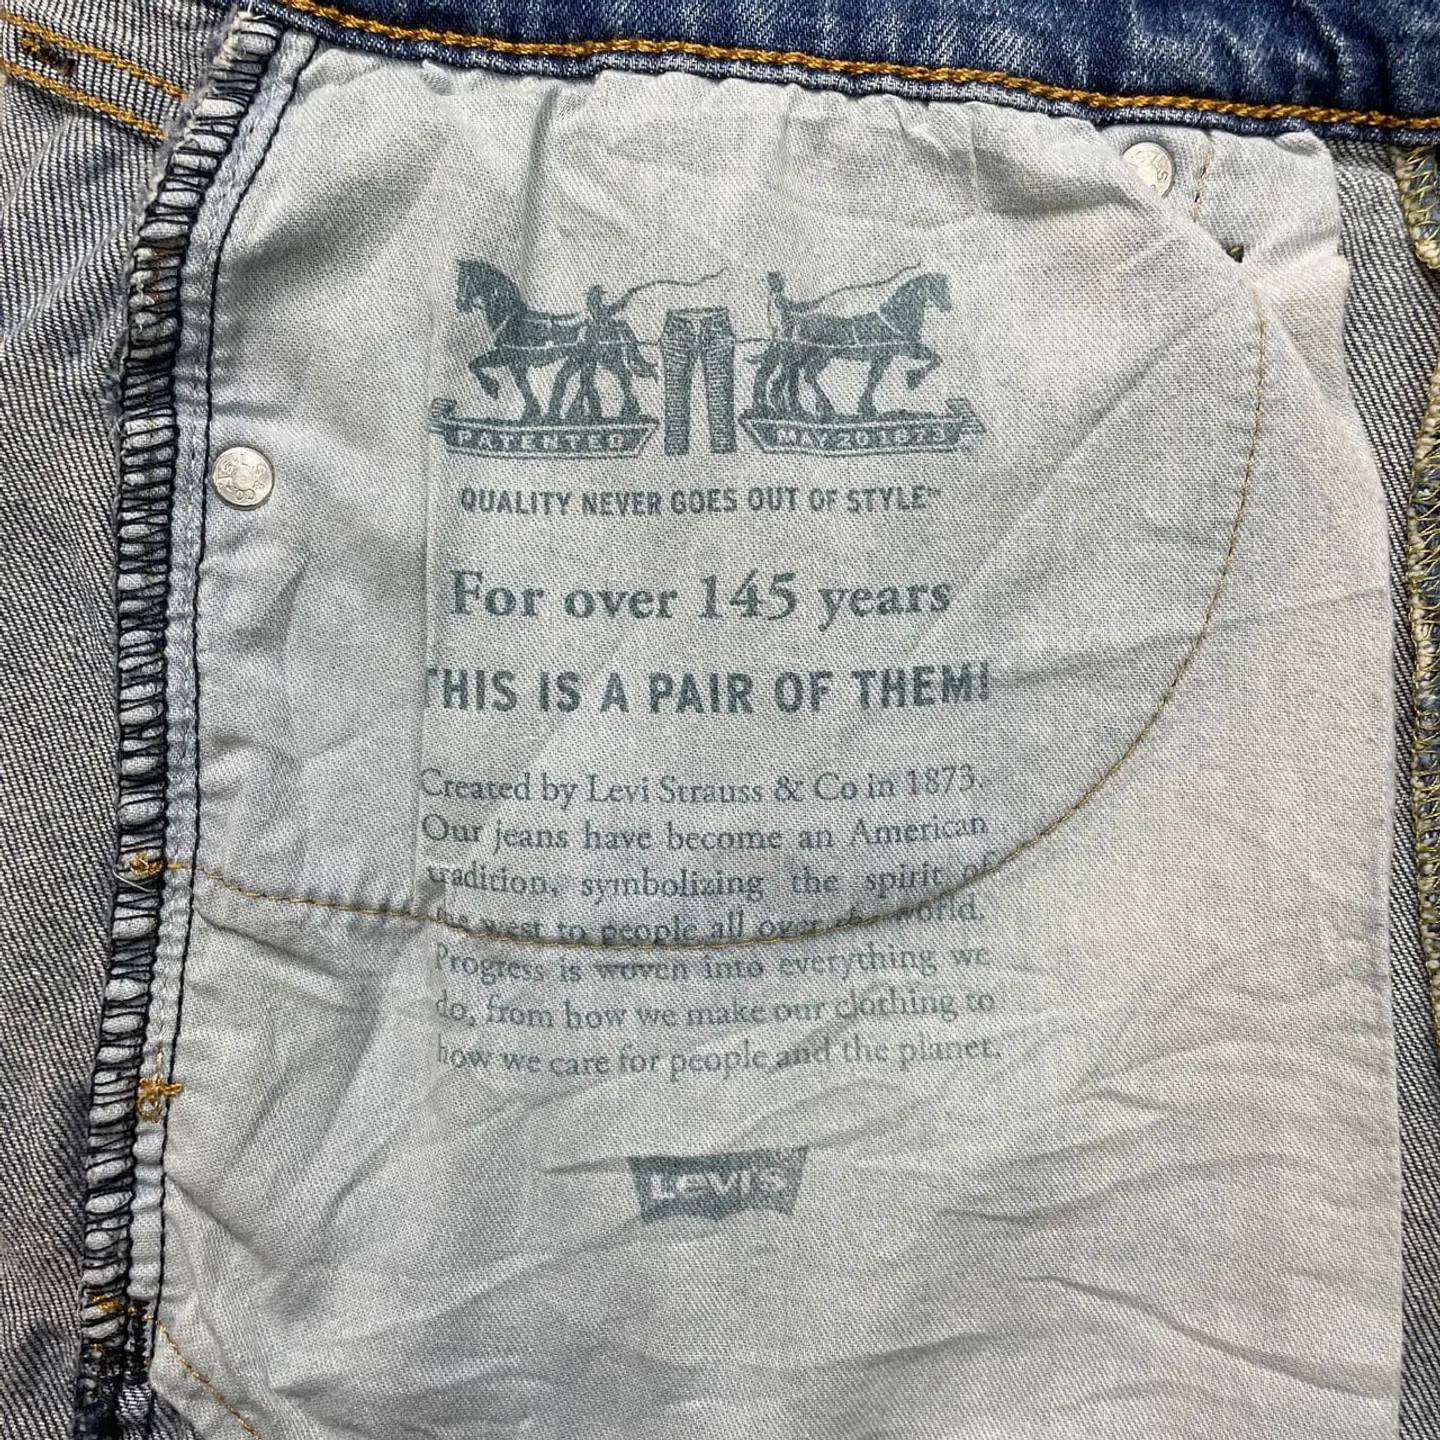 PATENTED MAY 20 1873
QUALITY NEVER GOES OUT OF STYLE™
For over 145 years
THIS IS A PAIR OF THEM!
Created by Levi Strauss & Co in 1873.
Our jeans have become an American
tradition, symbolizing the spirit of
the west to people all over the world.
Progress is woven into everything we
do, from how we make our clothing to
how we care for people and the planet.
LEVI'S